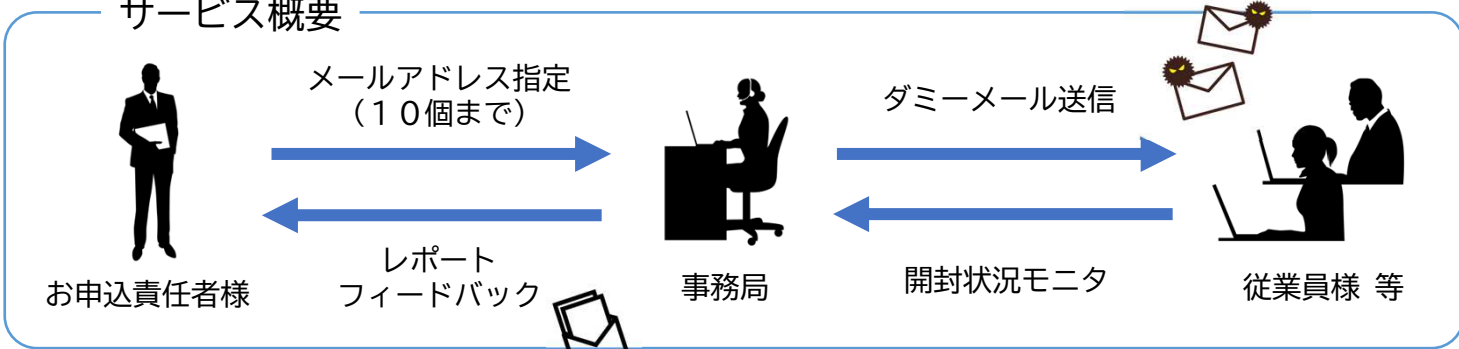 サービス概要
メールアドレス指定
（１０個まで）
ダミーメール送信
レポート
フィードバック
開封状況モニタ
お申込責任者様
事務局
従業員様 等